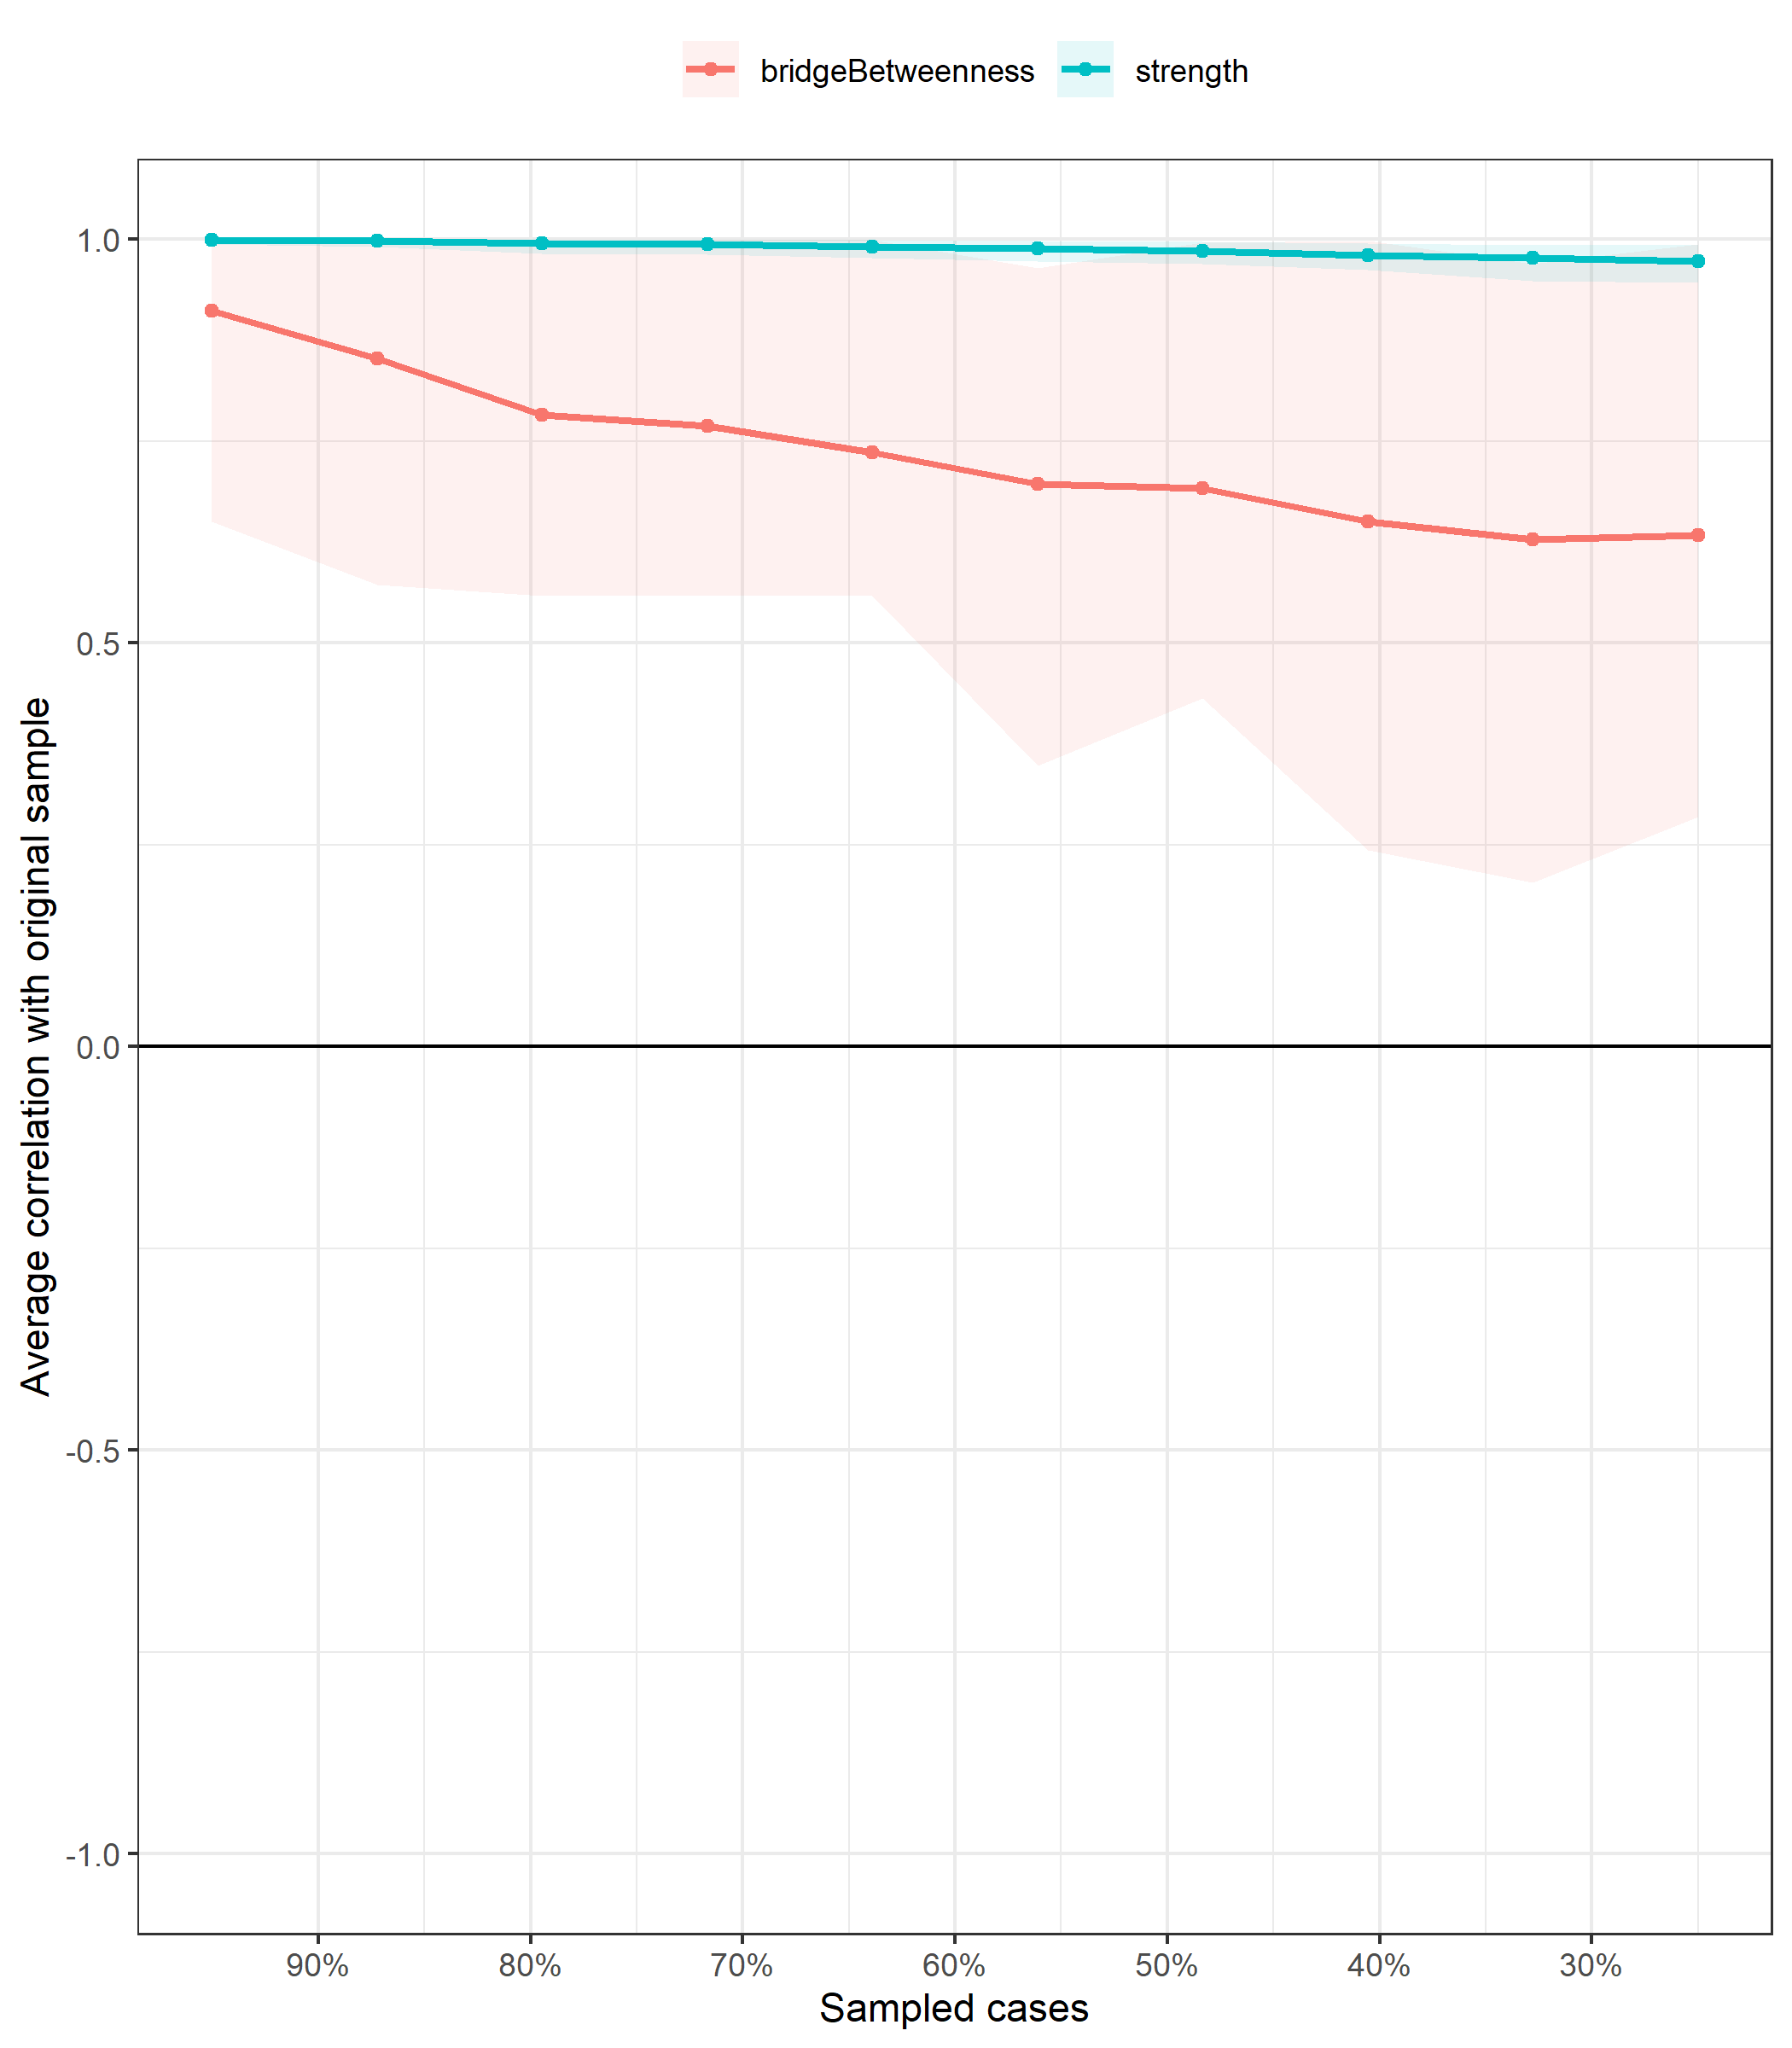 bridgeBetweenness strength
1.0
0.5
0.0
-0.5
-1.0
Average correlation with original sample
90% 80% 70% 60% 50% 40% 30%
Sampled cases